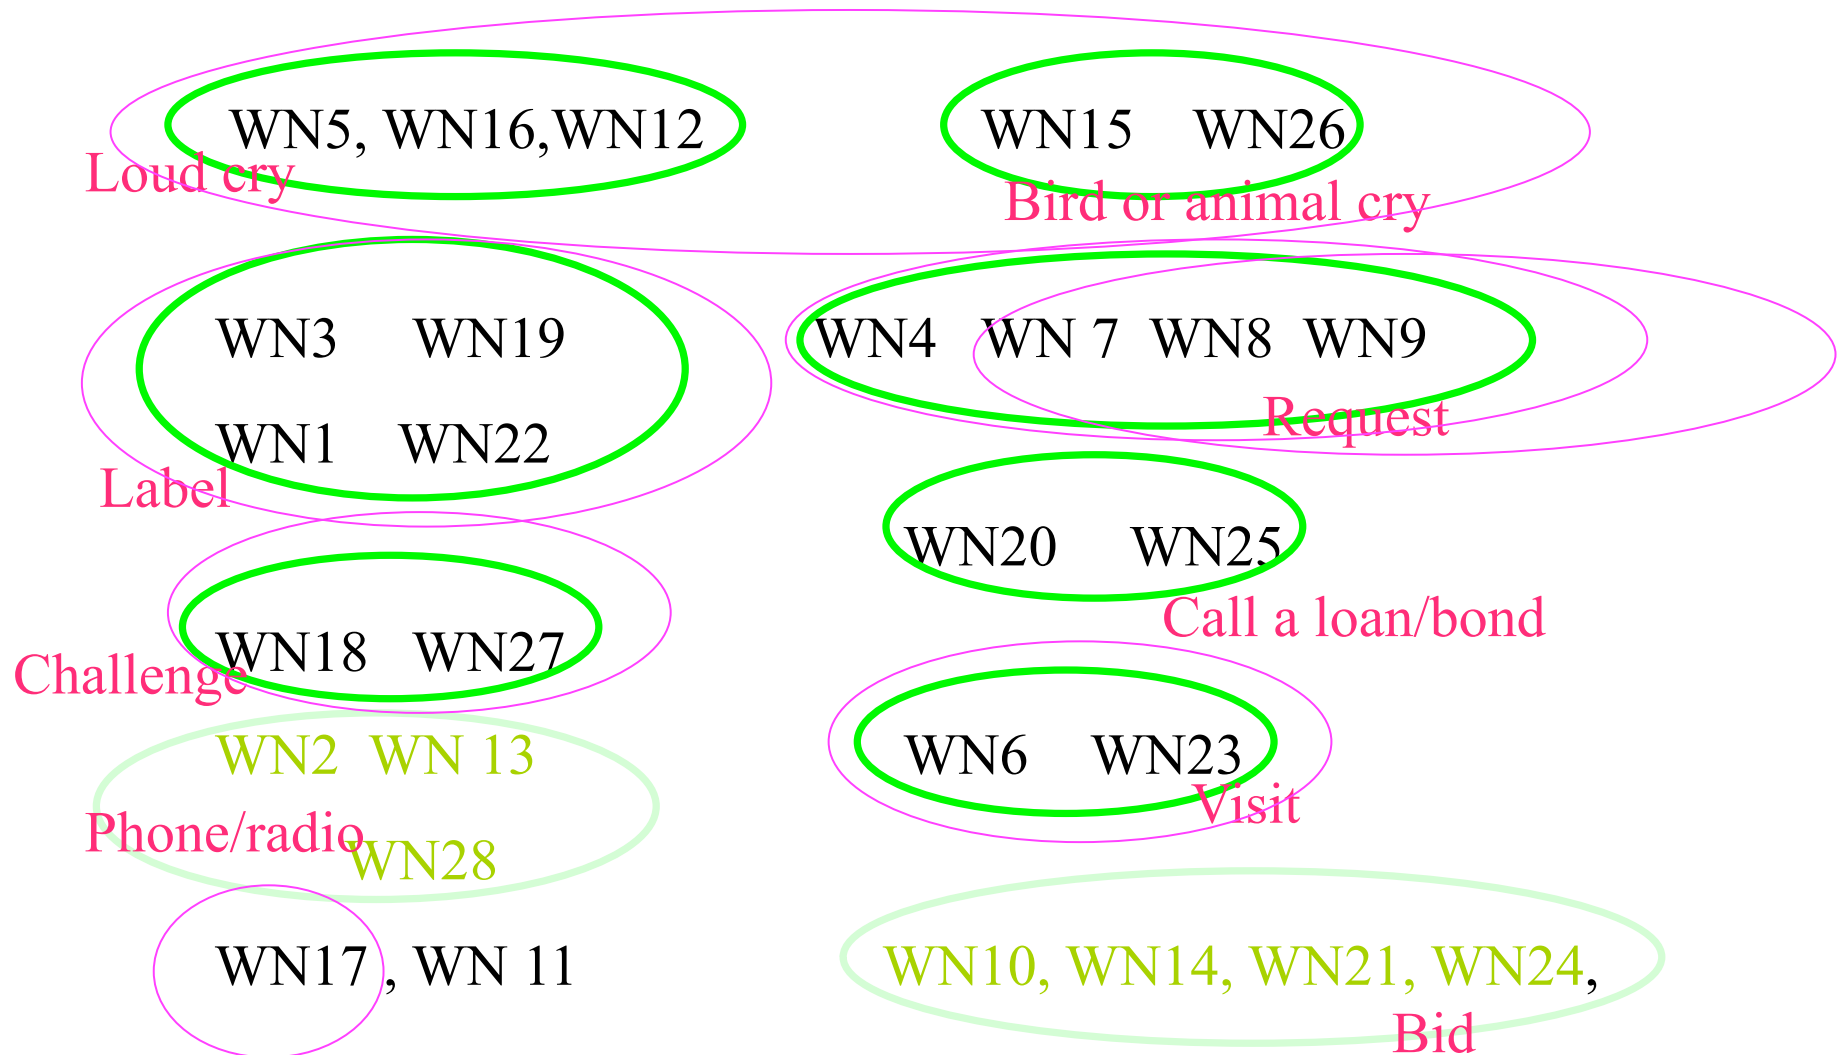 WN5, WN16,WN12
WN15 WN26
Loud cry
Bird or animal cry
WN3 WN19
WN4 WN 7 WN8 WN9
Request
WN1 WN22
Label
WN20 WN25
Call a loan/bond
WN18 WN27
Challenge
WN6 WN23
Visit
WN2 WN 13
Phone/radio
WN28
WN17 , WN 11
WN10, WN14, WN21, WN24,
Bid